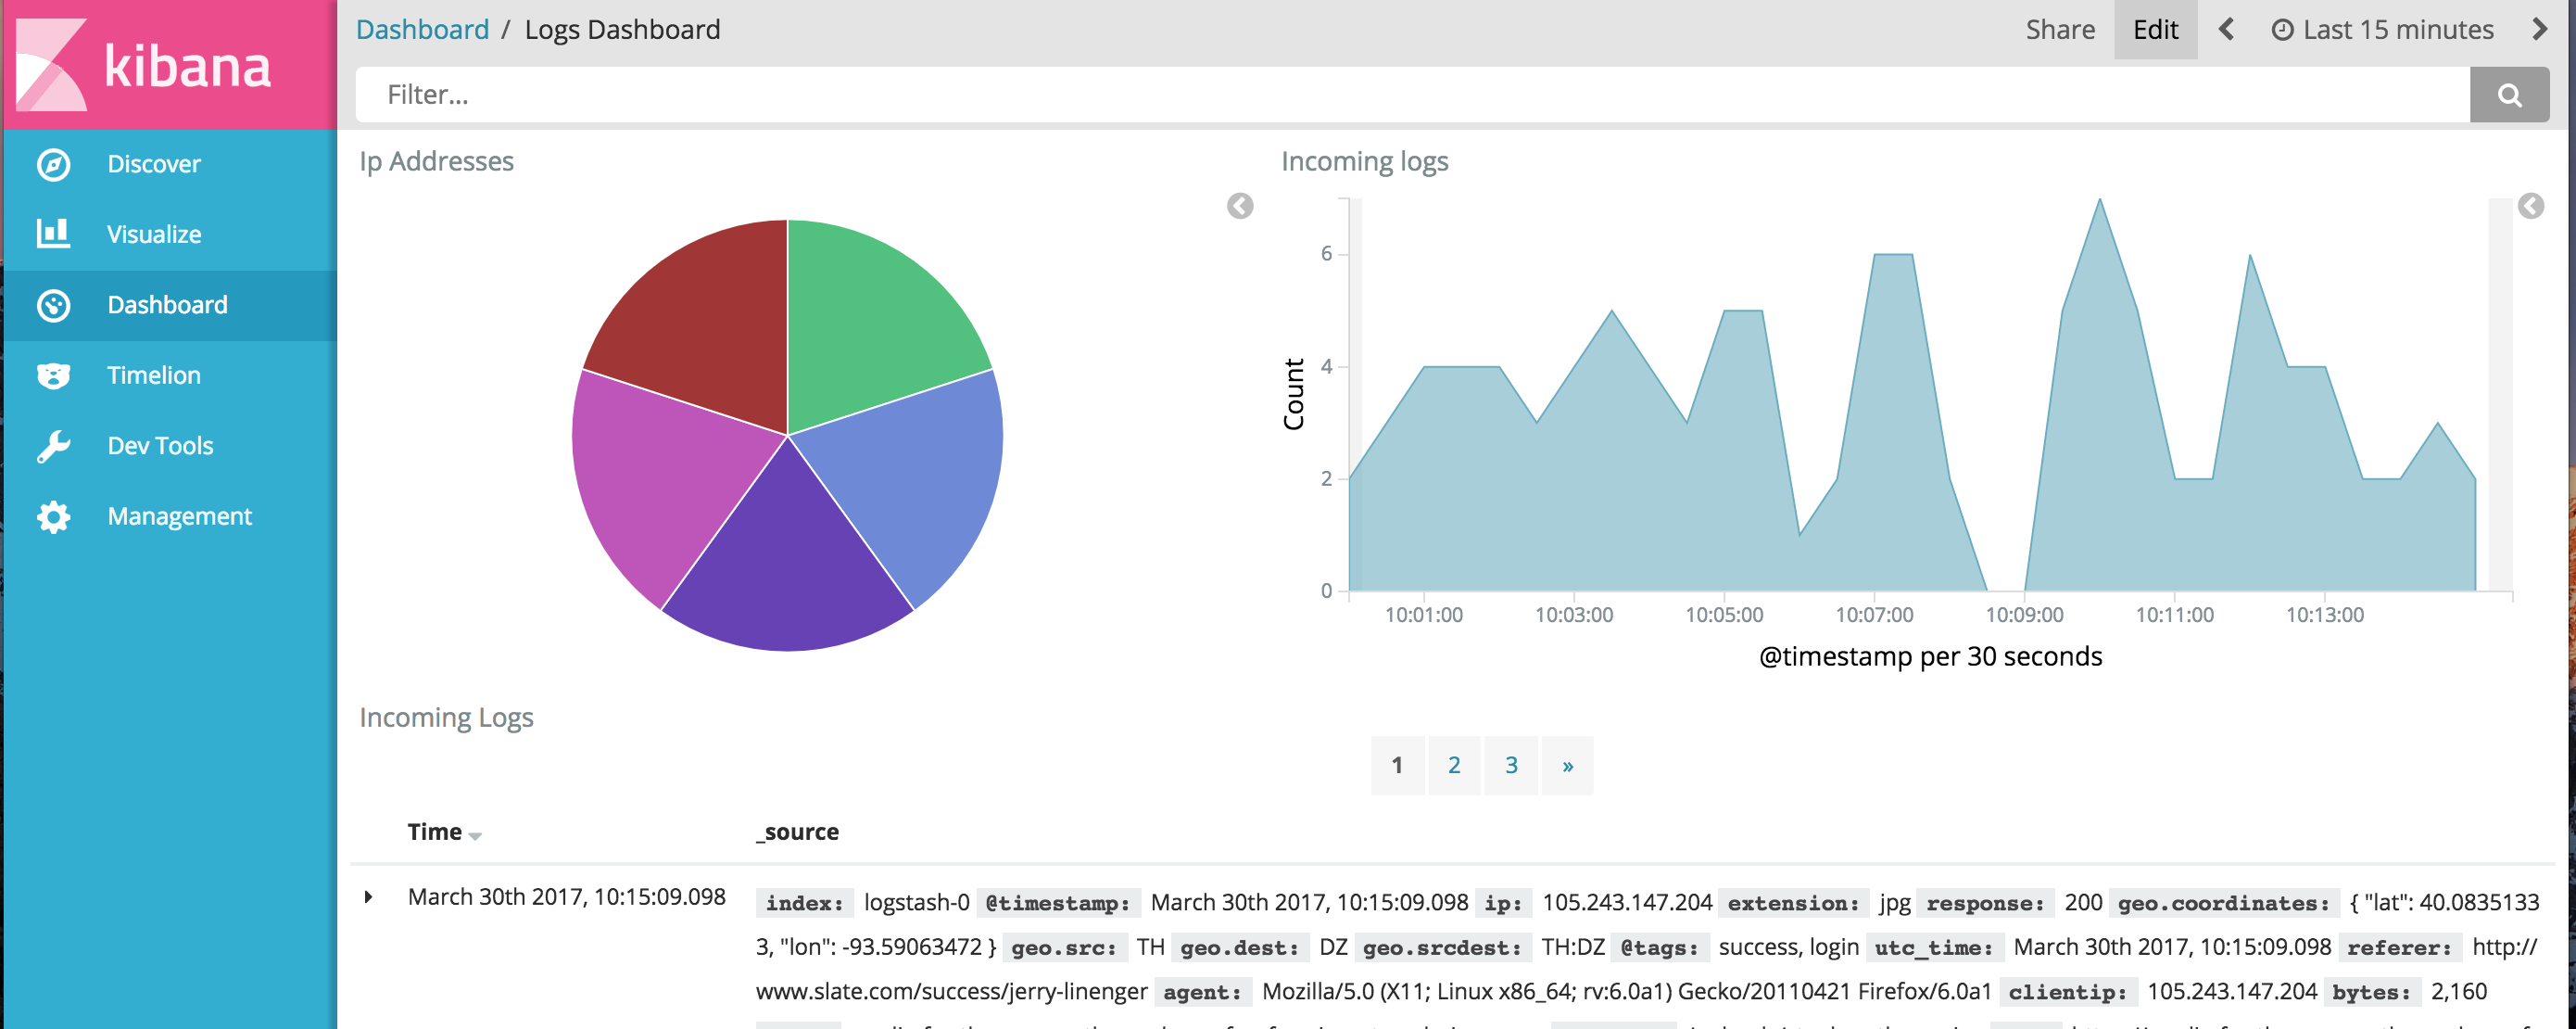 kibana
Dashboard / Logs Dashboard
Share Edit Last 15 minutes
Filter...
Discover
Visualize
Dashboard
Timelion
Dev Tools
Management
Ip Addresses
Incoming logs
Count
6
4
2
0
10:01:00 10:03:00 10:05:00 10:07:00 10:09:00 10:11:00 10:13:00
@timestamp per 30 seconds
Incoming Logs
1 2 3 »
Time _source
March 30th 2017, 10:15:09.098 index: logstash-0 @timestamp: March 30th 2017, 10:15:09.098 ip: 105.243.147.204 extension: jpg response: 200 geo.coordinates: { "lat": 40.0835133
3, "lon": -93.59063472 } geo.src: TH geo.dest: DZ geo.srcdest: TH:DZ @tags: success, login utc_time: March 30th 2017, 10:15:09.098 referer: http://
www.slate.com/success/jerry-linenger agent: Mozilla/5.0 (X11; Linux x86_64; rv:6.0a1) Gecko/20110421 Firefox/6.0a1 clientip: 105.243.147.204 bytes: 2,160